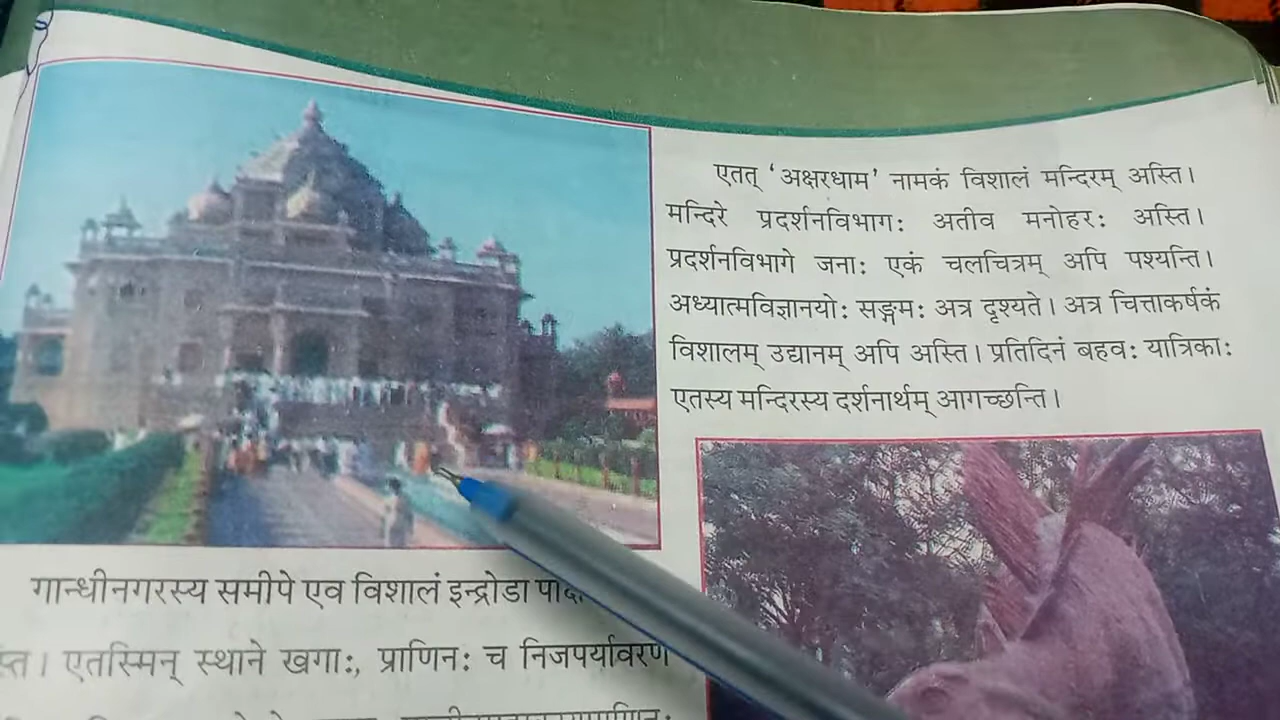 एतत् ‘अक्षरधाम’ नामकं विशालं मन्दिरम् अस्ति।
मन्दिरे प्रदर्शनविभागः अतीव मनोहरः अस्ति।
प्रदर्शनविभागे जनाः एकं चलचित्रम् अपि पश्यन्ति।
अध्यात्मविज्ञानयोः सङ्गमः अत्र दृश्यते। अत्र चित्ताकर्षकं
विशालम् उद्यानम् अपि अस्ति। प्रतिदिनं बहवः यात्रिकाः
एतस्य मन्दिरस्य दर्शनार्थम् आगच्छन्ति।
गान्धीनगरस्य समीपे एव विशालं इन्द्रोडा
एतस्मिन् स्थाने खगाः, प्राणिनः च निजपर्यावरणे